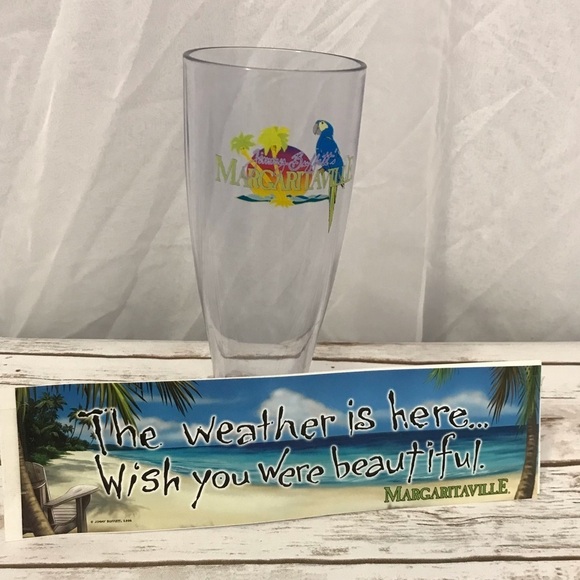 Jimmy Buffett's
MARGARITAVILLE
The weather is here...
Wish you were beautiful.
MARGARITAVILLE